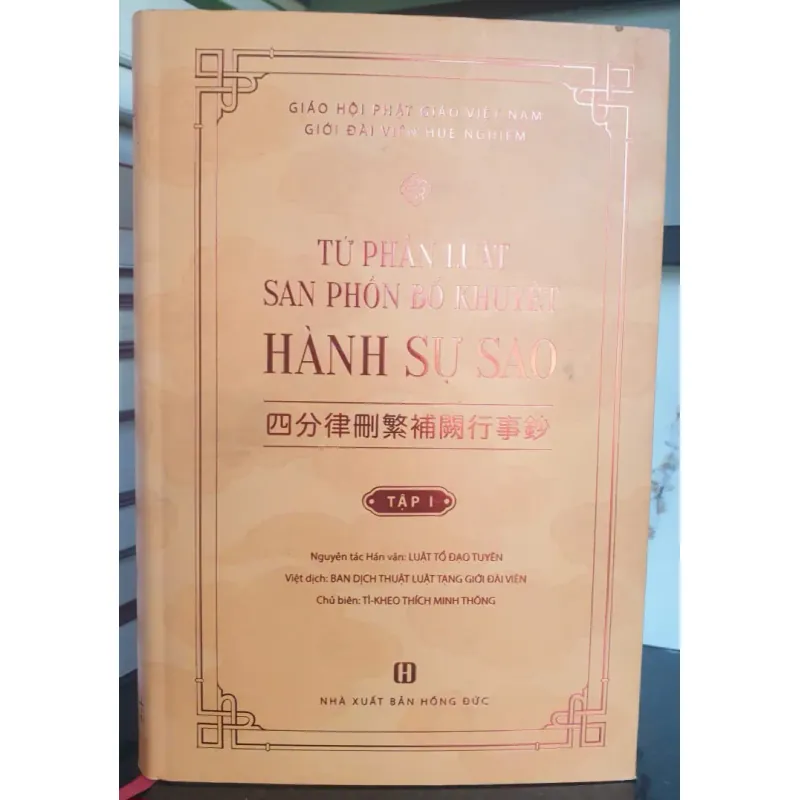 GIÁO HỘI PHẬT GIÁO VIỆT NAM
GIỚI ĐÀI VIỆN HUỆ NGHIÊM
TỨ PHẦN LUẬT
SAN PHỒN BỔ KHUYẾT
HÀNH SỰ SAO
四分律刪繁補闕行事鈔
TẬP I
Nguyên tác Hán văn: LUẬT TỔ ĐẠO TUYÊN
Việt dịch: BAN DỊCH THUẬT LUẬT TẠNG GIỚI ĐÀI VIỆN
Chủ biên: TÌ-KHEO THÍCH MINH THÔNG
H
NHÀ XUẤT BẢN HỒNG ĐỨC